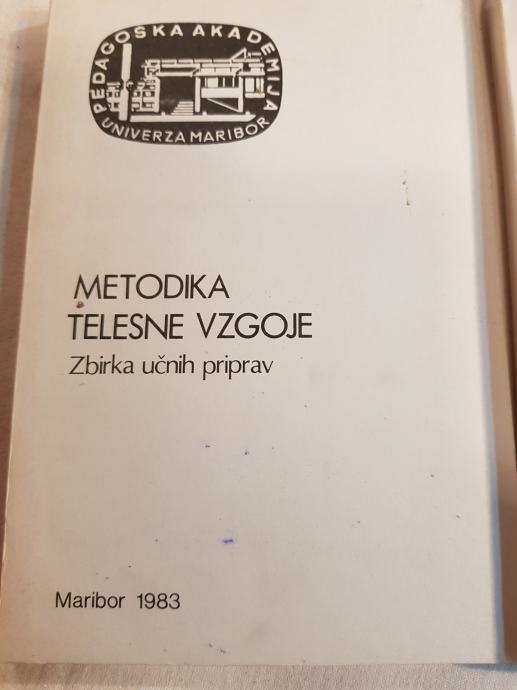 PEDAGOŠKA AKADEMIJA
UNIVERZA MARIBOR
METODIKA
TELESNE VZGOJE
Zbirka učnih priprav
Maribor 1983